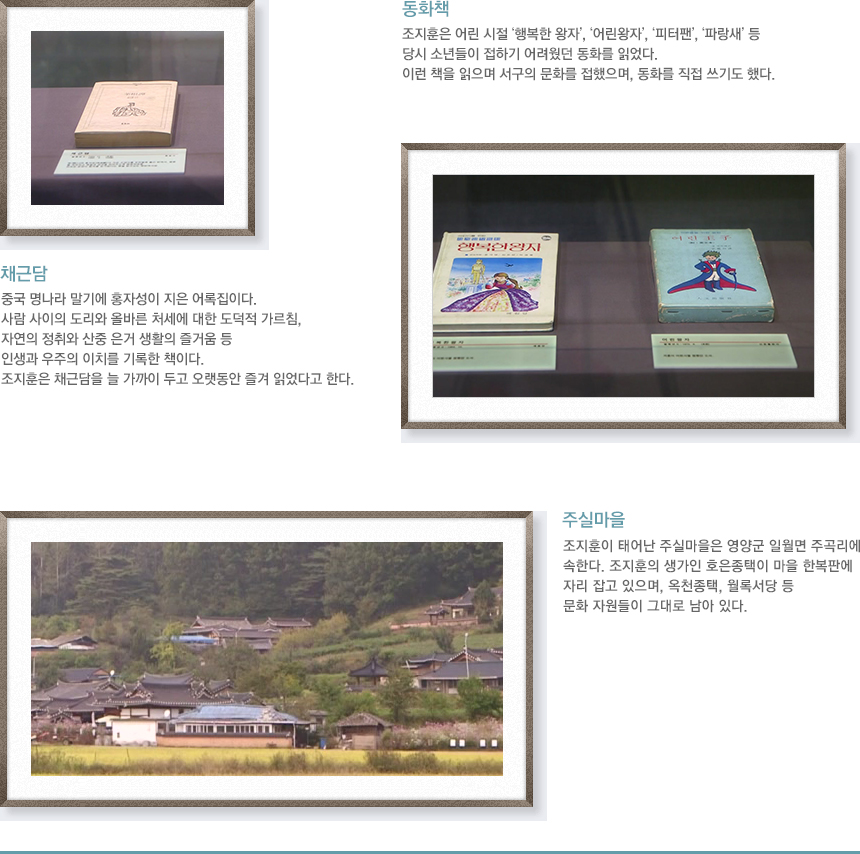 동화책
조지훈은 어린 시절 ‘행복한 왕자’, ‘어린왕자’, ‘피터팬’, ‘파랑새’ 등
당시 소년들이 접하기 어려웠던 동화를 읽었다.
이런 책을 읽으며 서구의 문화를 접했으며, 동화를 직접 쓰기도 했다.
행복한왕자
어린 왕자
채근담
중국 명나라 말기에 홍자성이 지은 어록집이다.
사람 사이의 도리와 올바른 처세에 대한 도덕적 가르침,
자연의 정취와 산중 은거 생활의 즐거움 등
인생과 우주의 이치를 기록한 책이다.
조지훈은 채근담을 늘 가까이 두고 오랫동안 즐겨 읽었다고 한다.
주실마을
조지훈이 태어난 주실마을은 영양군 일월면 주곡리에
속한다. 조지훈의 생가인 호은종택이 마을 한복판에
자리 잡고 있으며, 옥천종택, 월록서당 등
문화 자원들이 그대로 남아 있다.